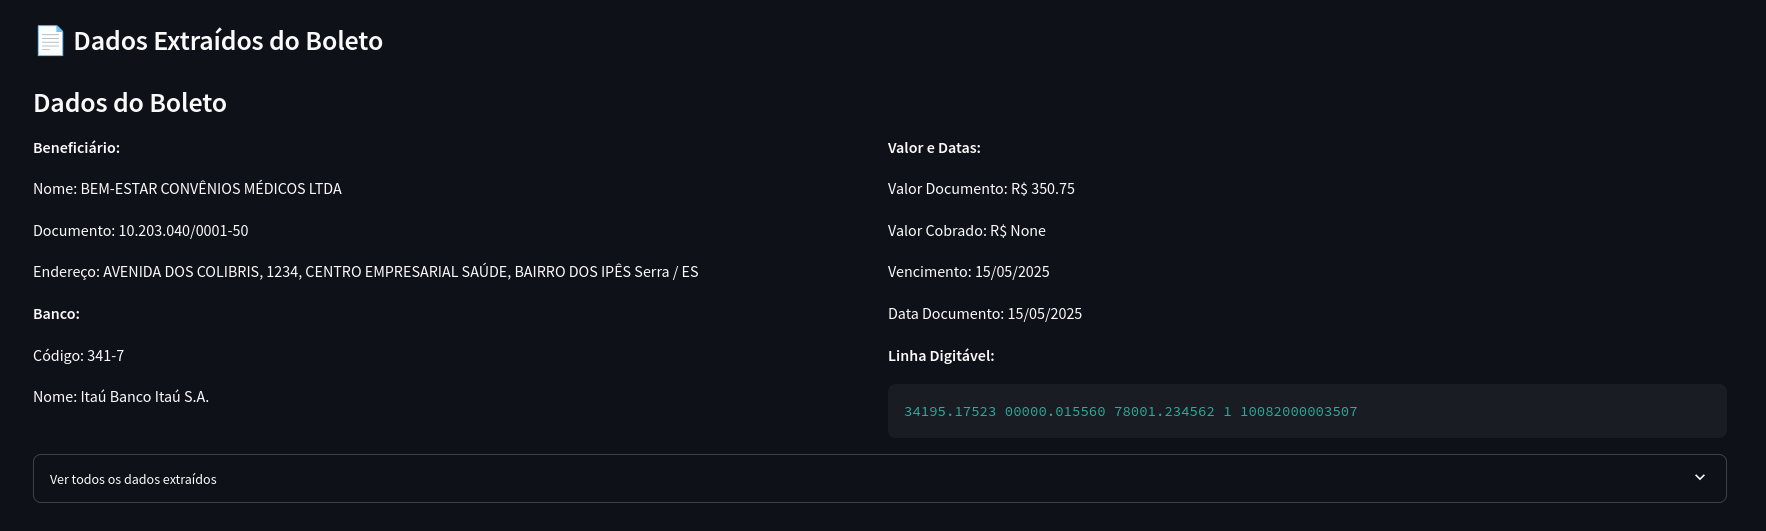 📄 Dados Extraídos do Boleto
Dados do Boleto
Beneficiário:
Nome: BEM-ESTAR CONVÊNIOS MÉDICOS LTDA
Documento: 10.203.040/0001-50
Endereço: AVENIDA DOS COLIBRIS, 1234, CENTRO EMPRESARIAL SAÚDE, BAIRRO DOS IPÊS Serra / ES
Banco:
Código: 341-7
Nome: Itaú Banco Itaú S.A.
Valor e Datas:
Valor Documento: R$ 350.75
Valor Cobrado: R$ None
Vencimento: 15/05/2025
Data Documento: 15/05/2025
Linha Digitável:
34195.17523 00000.015560 78001.234562 1 10082000003507
Ver todos os dados extraídos